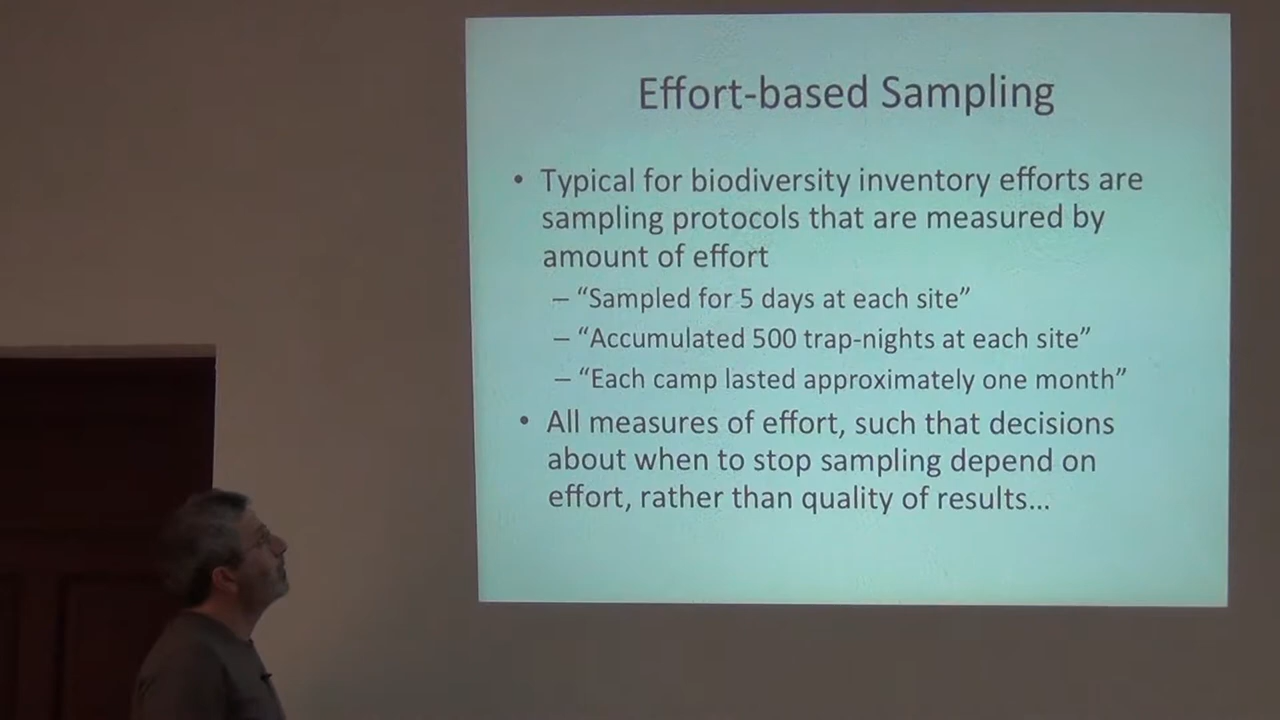 Effort-based Sampling
• Typical for biodiversity inventory efforts are
sampling protocols that are measured by
amount of effort
– “Sampled for 5 days at each site”
– “Accumulated 500 trap-nights at each site”
– “Each camp lasted approximately one month”
• All measures of effort, such that decisions
about when to stop sampling depend on
effort, rather than quality of results…